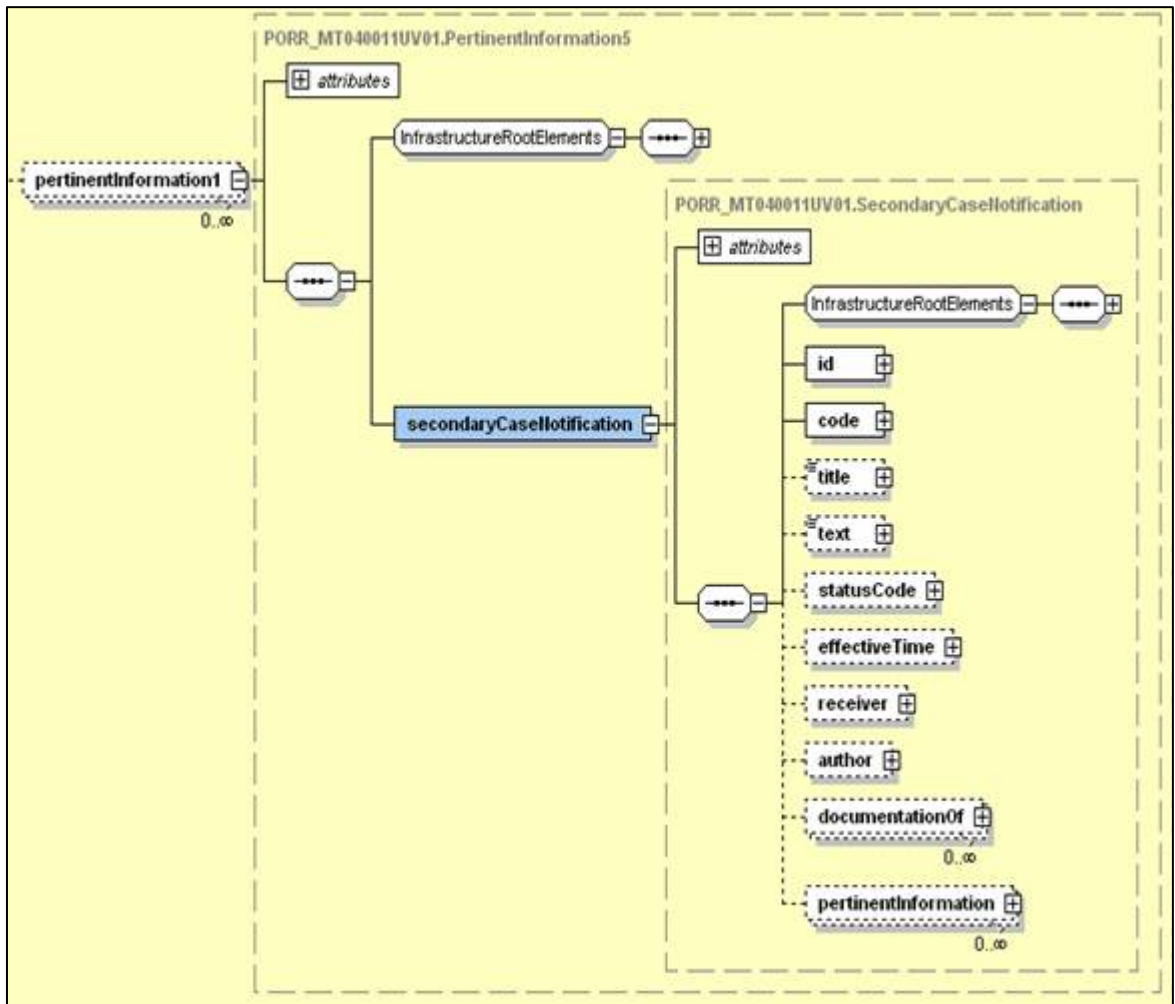 PORR_MT040011UV01.PertinentInformation5
attributes
InfrastructureRootElements
pertinentInformation1
0..∞
PORR_MT040011UV01.SecondaryCaseNotification
attributes
InfrastructureRootElements
id
code
secondaryCaseNotification
title
text
statusCode
effectiveTime
receiver
author
documentationOf
0..∞
pertinentInformation
0..∞